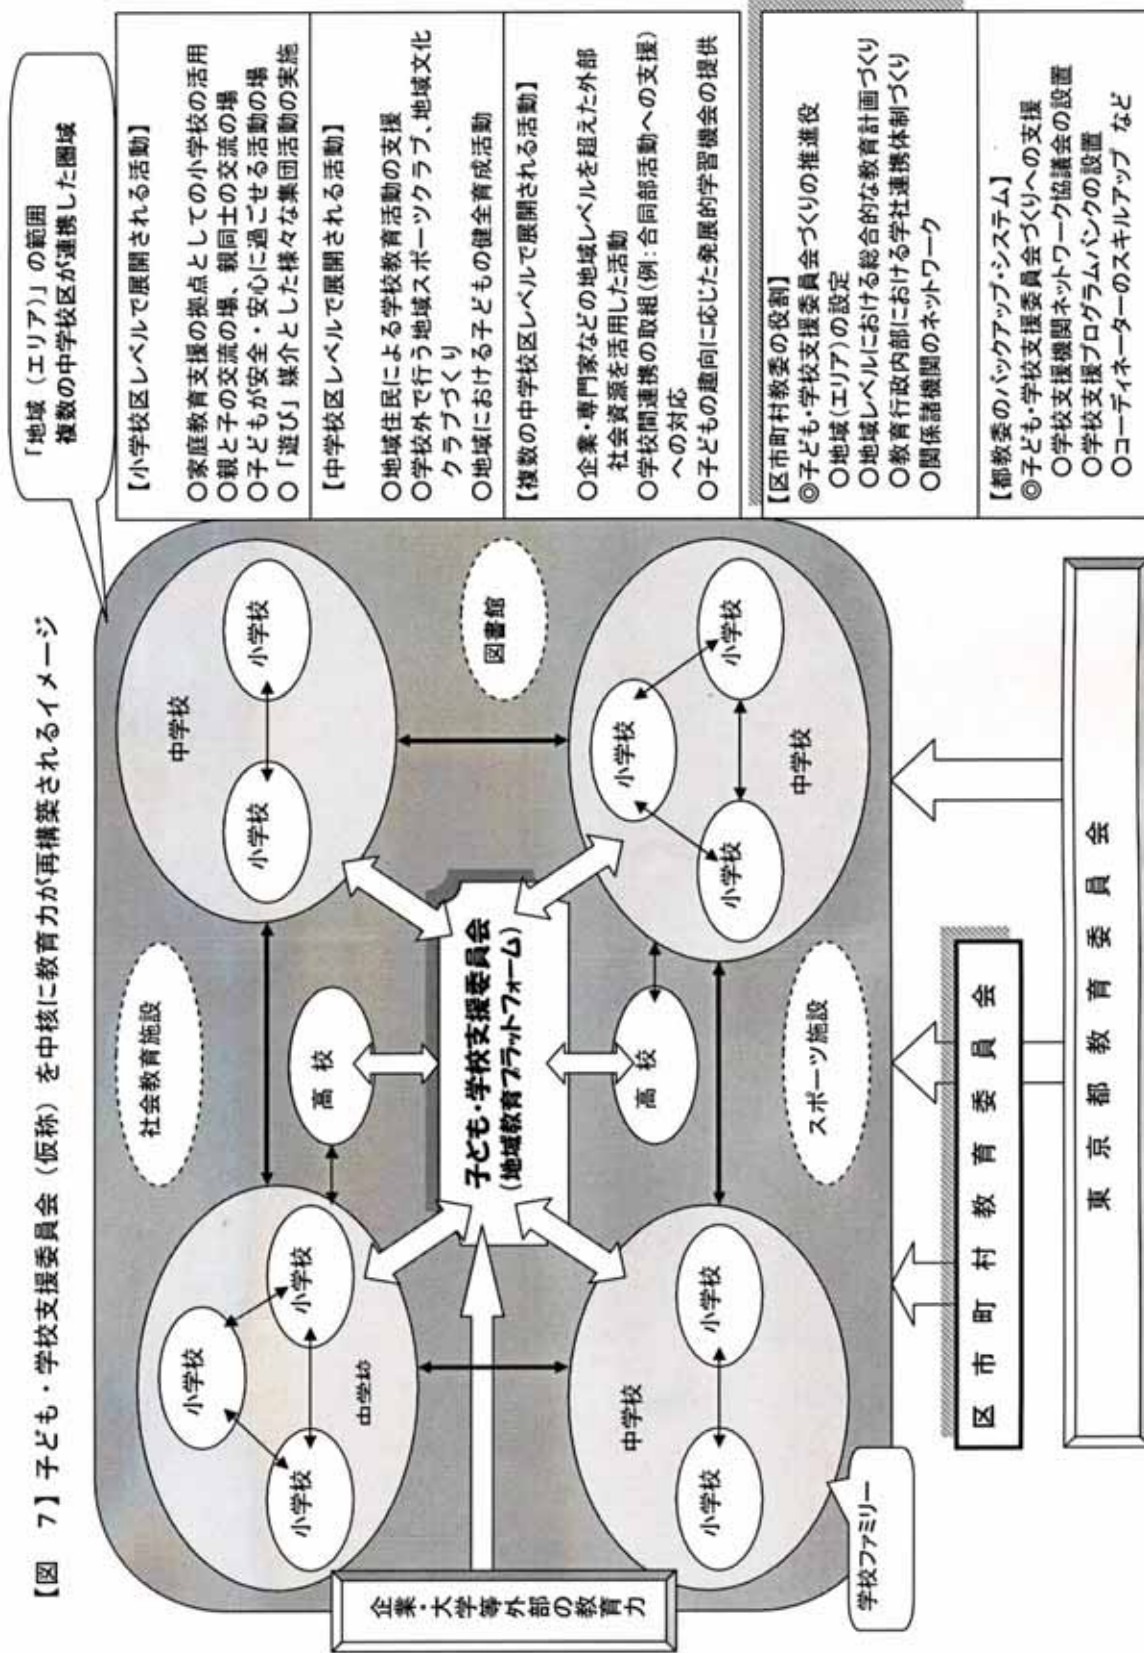 【図 7】子ども・学校支援委員会（仮称）を中核に教育力が再構築されるイメージ
「地域（エリア）」の範囲
複数の中学校区が連携した圏域
社会教育施設
中学校
小学校
小学校
小学校
中学校
小学校
小学校
高校
図書館
企業・大学等外部の教育力
子ども・学校支援委員会
(地域教育プラットフォーム)
高校
中学校
小学校
小学校
小学校
小学校
小学校
中学校
スポーツ施設
学校ファミリー
区市町村教育委員会
東京都教育委員会
【小学校区レベルで展開される活動】
○家庭教育支援の拠点としての小学校の活用
○親と子の交流の場、親同士の交流の場
○子どもが安全・安心に過ごせる活動の場
○「遊び」媒介とした様々な集団活動の実施
【中学校区レベルで展開される活動】
○地域住民による学校教育活動の支援
○学校外で行う地域スポーツクラブ、地域文化
クラブづくり
○地域における子どもの健全育成活動
【複数の中学校区レベルで展開される活動】
○企業・専門家などの地域レベルを超えた外部
社会資源を活用した活動
○学校間連携の取組(例：合同部活動への支援)
への対応
○子どもの趣向に応じた発展的学習機会の提供
【区市町村教委の役割】
◎子ども・学校支援委員会づくりの推進役
○地域(エリア)の設定
○地域レベルにおける総合的な教育計画づくり
○教育行政内部における学社連携体制づくり
○関係諸機関のネットワーク
【都教委のバックアップ・システム】
◎子ども・学校支援委員会づくりへの支援
○学校支援機関ネットワーク協議会の設置
○学校支援プログラムバンクの設置
○コーディネーターのスキルアップ など